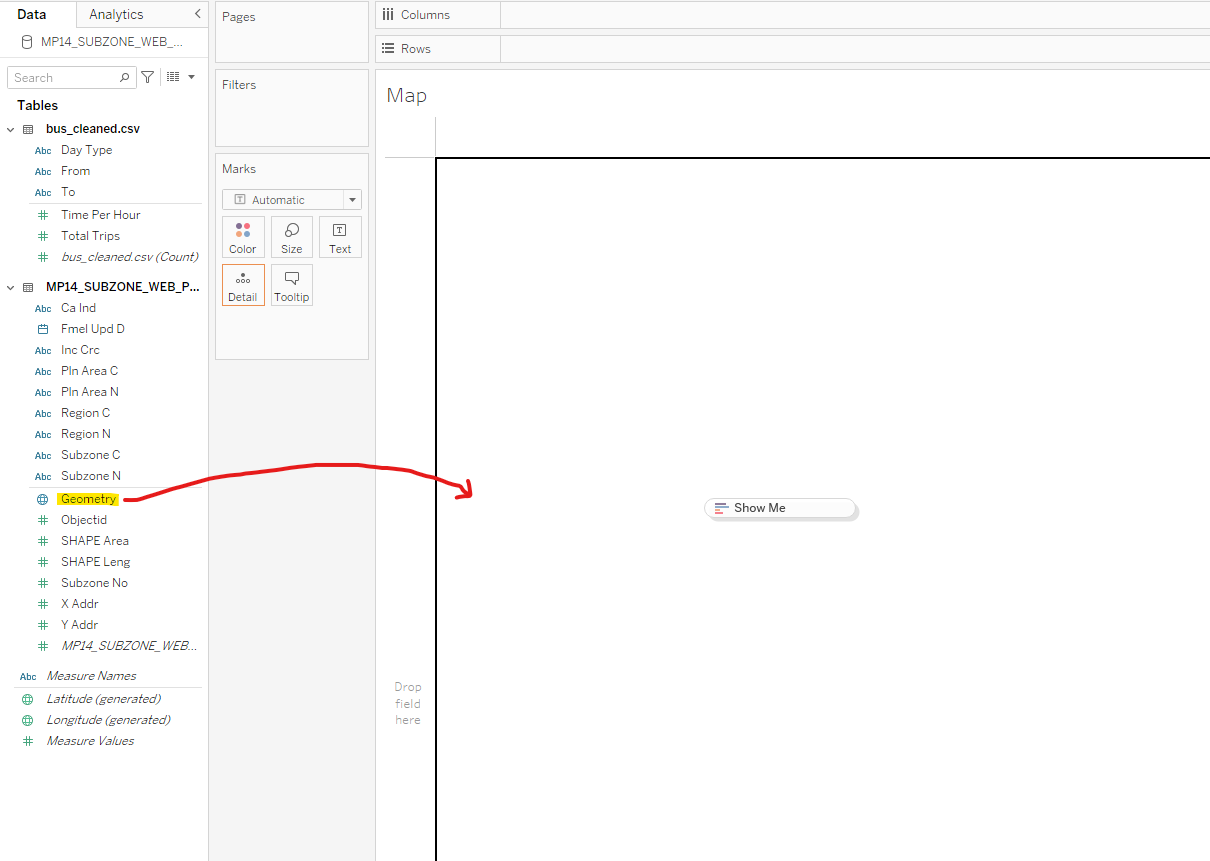 Data
Analytics
MP14_SUBZONE_WEB_...
Search
Tables
bus_cleaned.csv
Abc Day Type
Abc From
Abc To
# Time Per Hour
# Total Trips
# bus_cleaned.csv (Count)
MP14_SUBZONE_WEB_P...
Abc Ca Ind
Fmel Upd D
Abc Inc Crc
Abc Pln Area C
Abc Pln Area N
Abc Region C
Abc Region N
Abc Subzone C
Abc Subzone N
Geometry
# Objectid
# SHAPE Area
# SHAPE Leng
# Subzone No
# X Addr
# Y Addr
# MP14_SUBZONE_WEB...
Abc Measure Names
Latitude (generated)
Longitude (generated)
# Measure Values
Pages
Filters
Marks
T Automatic
Color
Size
T Text
Detail
Tooltip
Columns
Rows
Map
Drop
field
here
Show Me